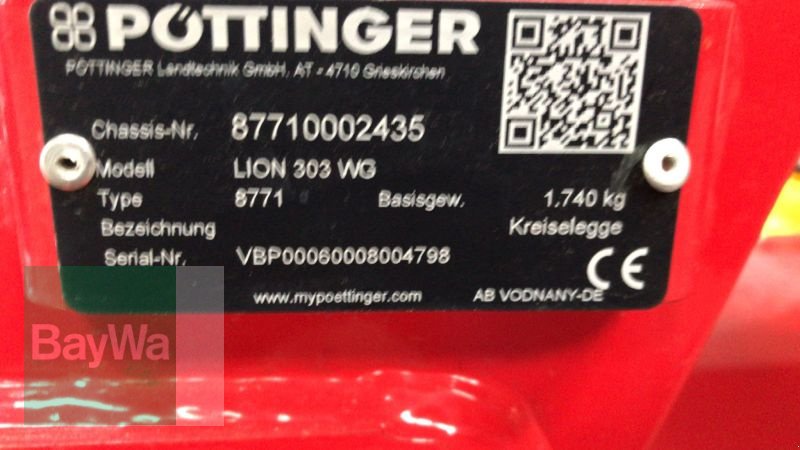 PÖTTINGER
PÖTTINGER Landtechnik GmbH, AT - 4710 Grieskirchen
Chassis-Nr. 87710002435
Modell LION 303 WG
Type 8771 Basisgew. 1.740 kg
Bezeichnung Kreiselegge
Serial-Nr. VBP00060008004798
CE
www.mypoettinger.com AB VODNANY-DE
BayWa